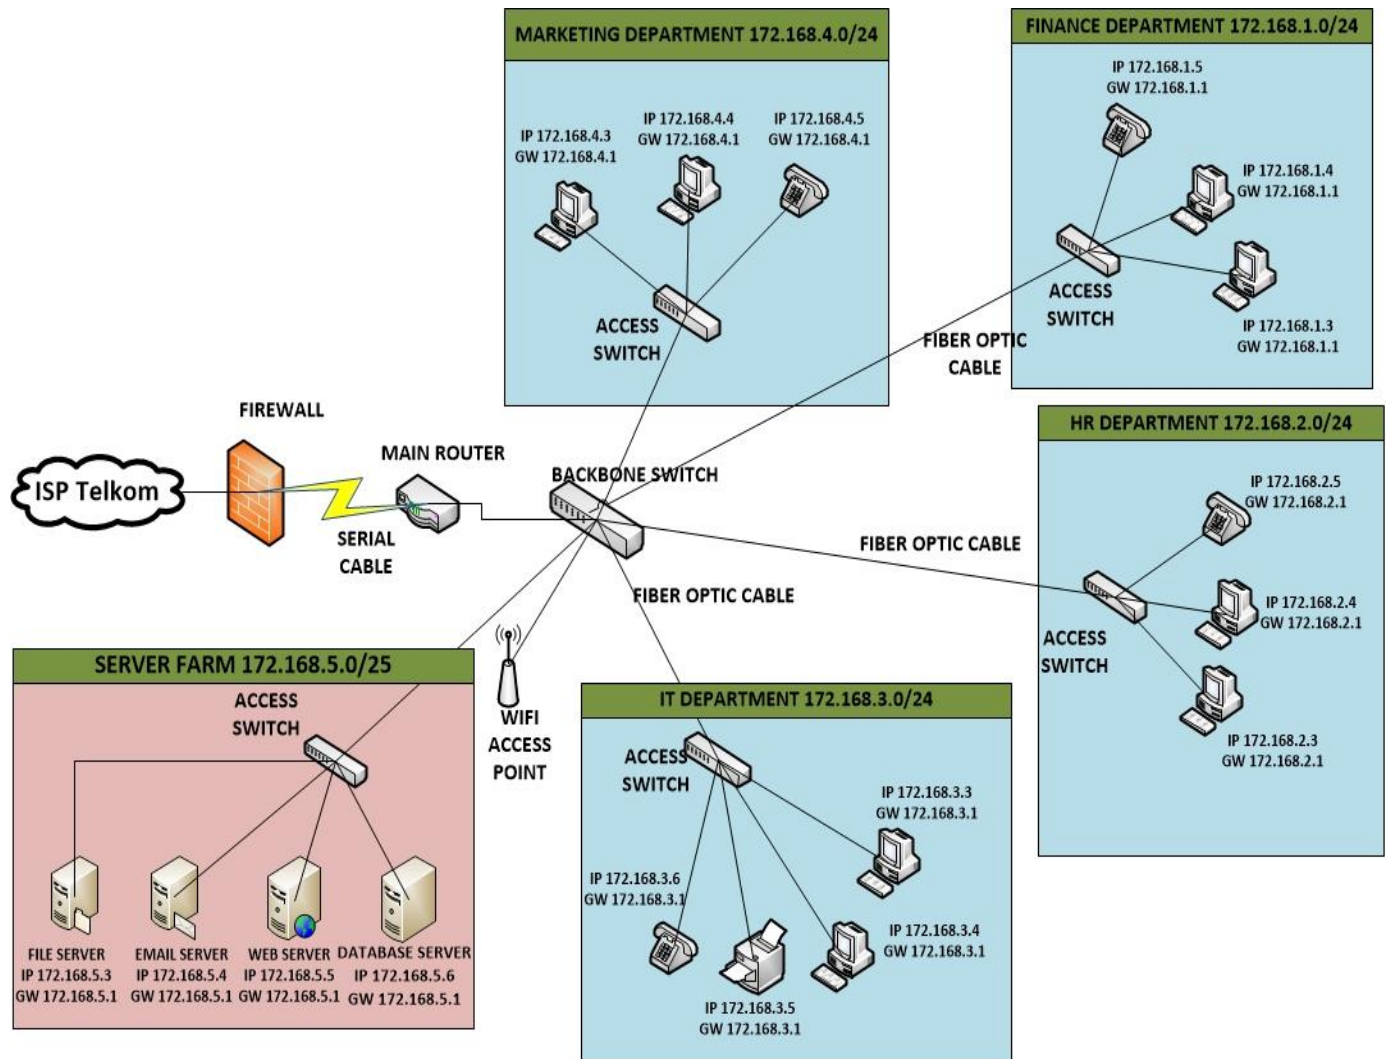 MARKETING DEPARTMENT 172.168.4.0/24
IP 172.168.4.3
GW 172.168.4.1
IP 172.168.4.4
GW 172.168.4.1
IP 172.168.4.5
GW 172.168.4.1
ACCESS
SWITCH
FINANCE DEPARTMENT 172.168.1.0/24
IP 172.168.1.5
GW 172.168.1.1
IP 172.168.1.4
GW 172.168.1.1
ACCESS
SWITCH
IP 172.168.1.3
GW 172.168.1.1
FIBER OPTIC
CABLE
ISP Telkom
FIREWALL
SERIAL
CABLE
MAIN ROUTER
BACKBONE SWITCH
FIBER OPTIC CABLE
FIBER OPTIC CABLE
HR DEPARTMENT 172.168.2.0/24
IP 172.168.2.5
GW 172.168.2.1
IP 172.168.2.4
GW 172.168.2.1
ACCESS
SWITCH
IP 172.168.2.3
GW 172.168.2.1
SERVER FARM 172.168.5.0/25
ACCESS
SWITCH
FILE SERVER
IP 172.168.5.3
GW 172.168.5.1
EMAIL SERVER
IP 172.168.5.4
GW 172.168.5.1
WEB SERVER
IP 172.168.5.5
GW 172.168.5.1
DATABASE SERVER
IP 172.168.5.6
GW 172.168.5.1
WIFI
ACCESS
POINT
IT DEPARTMENT 172.168.3.0/24
ACCESS
SWITCH
IP 172.168.3.3
GW 172.168.3.1
IP 172.168.3.6
GW 172.168.3.1
IP 172.168.3.4
GW 172.168.3.1
IP 172.168.3.5
GW 172.168.3.1